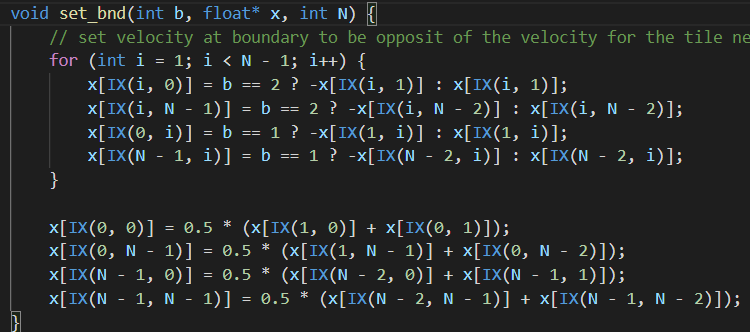 void set_bnd(int b, float* x, int N) {
    // set velocity at boundary to be opposit of the velocity for the tile ne
    for (int i = 1; i < N - 1; i++) {
        x[IX(i, 0)] = b == 2 ? -x[IX(i, 1)] : x[IX(i, 1)];
        x[IX(i, N - 1)] = b == 2 ? -x[IX(i, N - 2)] : x[IX(i, N - 2)];
        x[IX(0, i)] = b == 1 ? -x[IX(1, i)] : x[IX(1, i)];
        x[IX(N - 1, i)] = b == 1 ? -x[IX(N - 2, i)] : x[IX(N - 2, i)];
    }

    x[IX(0, 0)] = 0.5 * (x[IX(1, 0)] + x[IX(0, 1)]);
    x[IX(0, N - 1)] = 0.5 * (x[IX(1, N - 1)] + x[IX(0, N - 2)]);
    x[IX(N - 1, 0)] = 0.5 * (x[IX(N - 2, 0)] + x[IX(N - 1, 1)]);
    x[IX(N - 1, N - 1)] = 0.5 * (x[IX(N - 2, N - 1)] + x[IX(N - 1, N - 2)]);
}